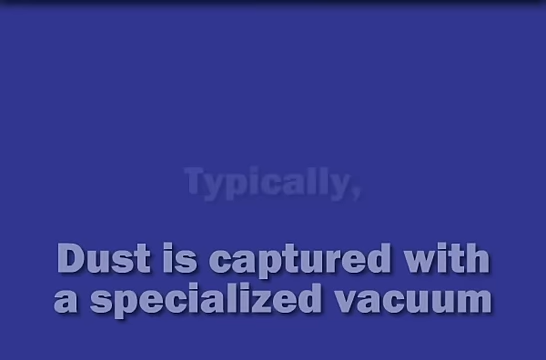 Typically,
Dust is captured with
a specialized vacuum